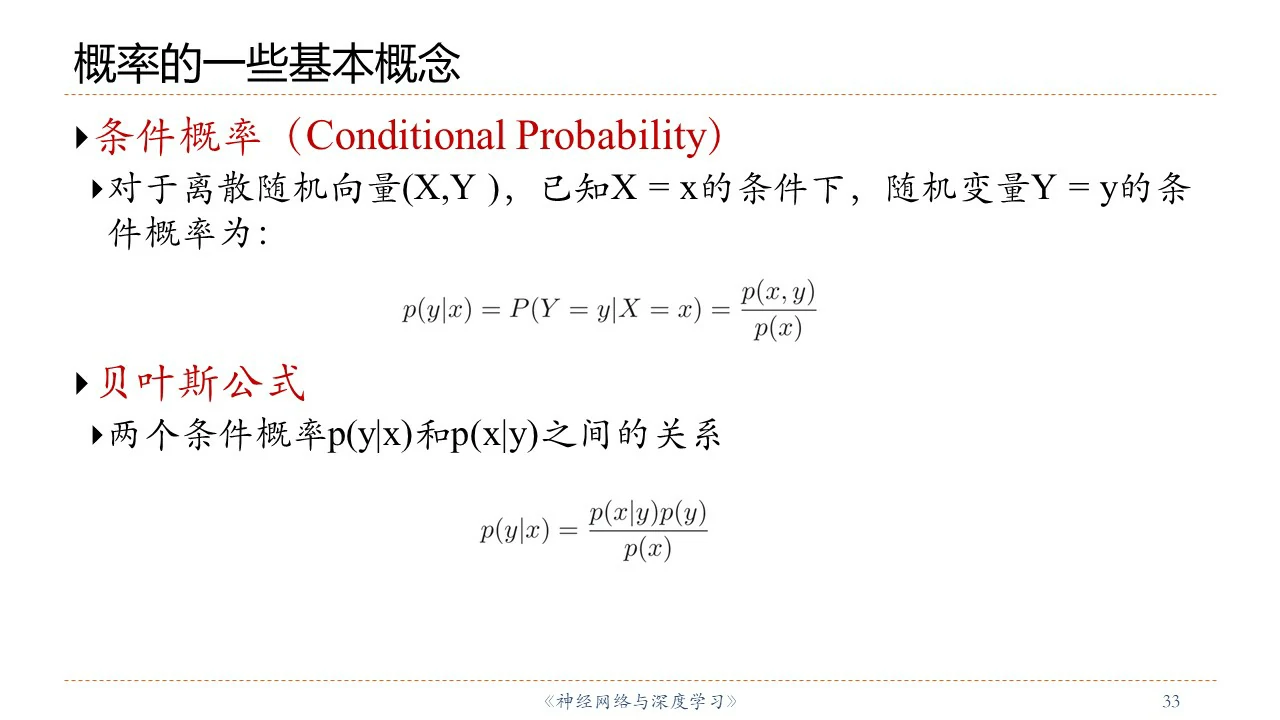 概率的一些基本概念
条件概率（Conditional Probability）
对于离散随机向量(X,Y )，已知X = x的条件下，随机变量Y = y的条
件概率为：
p(y|x) = P(Y = y|X = x) = p(x, y) / p(x)
贝叶斯公式
两个条件概率p(y|x)和p(x|y)之间的关系
p(y|x) = p(x|y)p(y) / p(x)
《神经网络与深度学习》
33